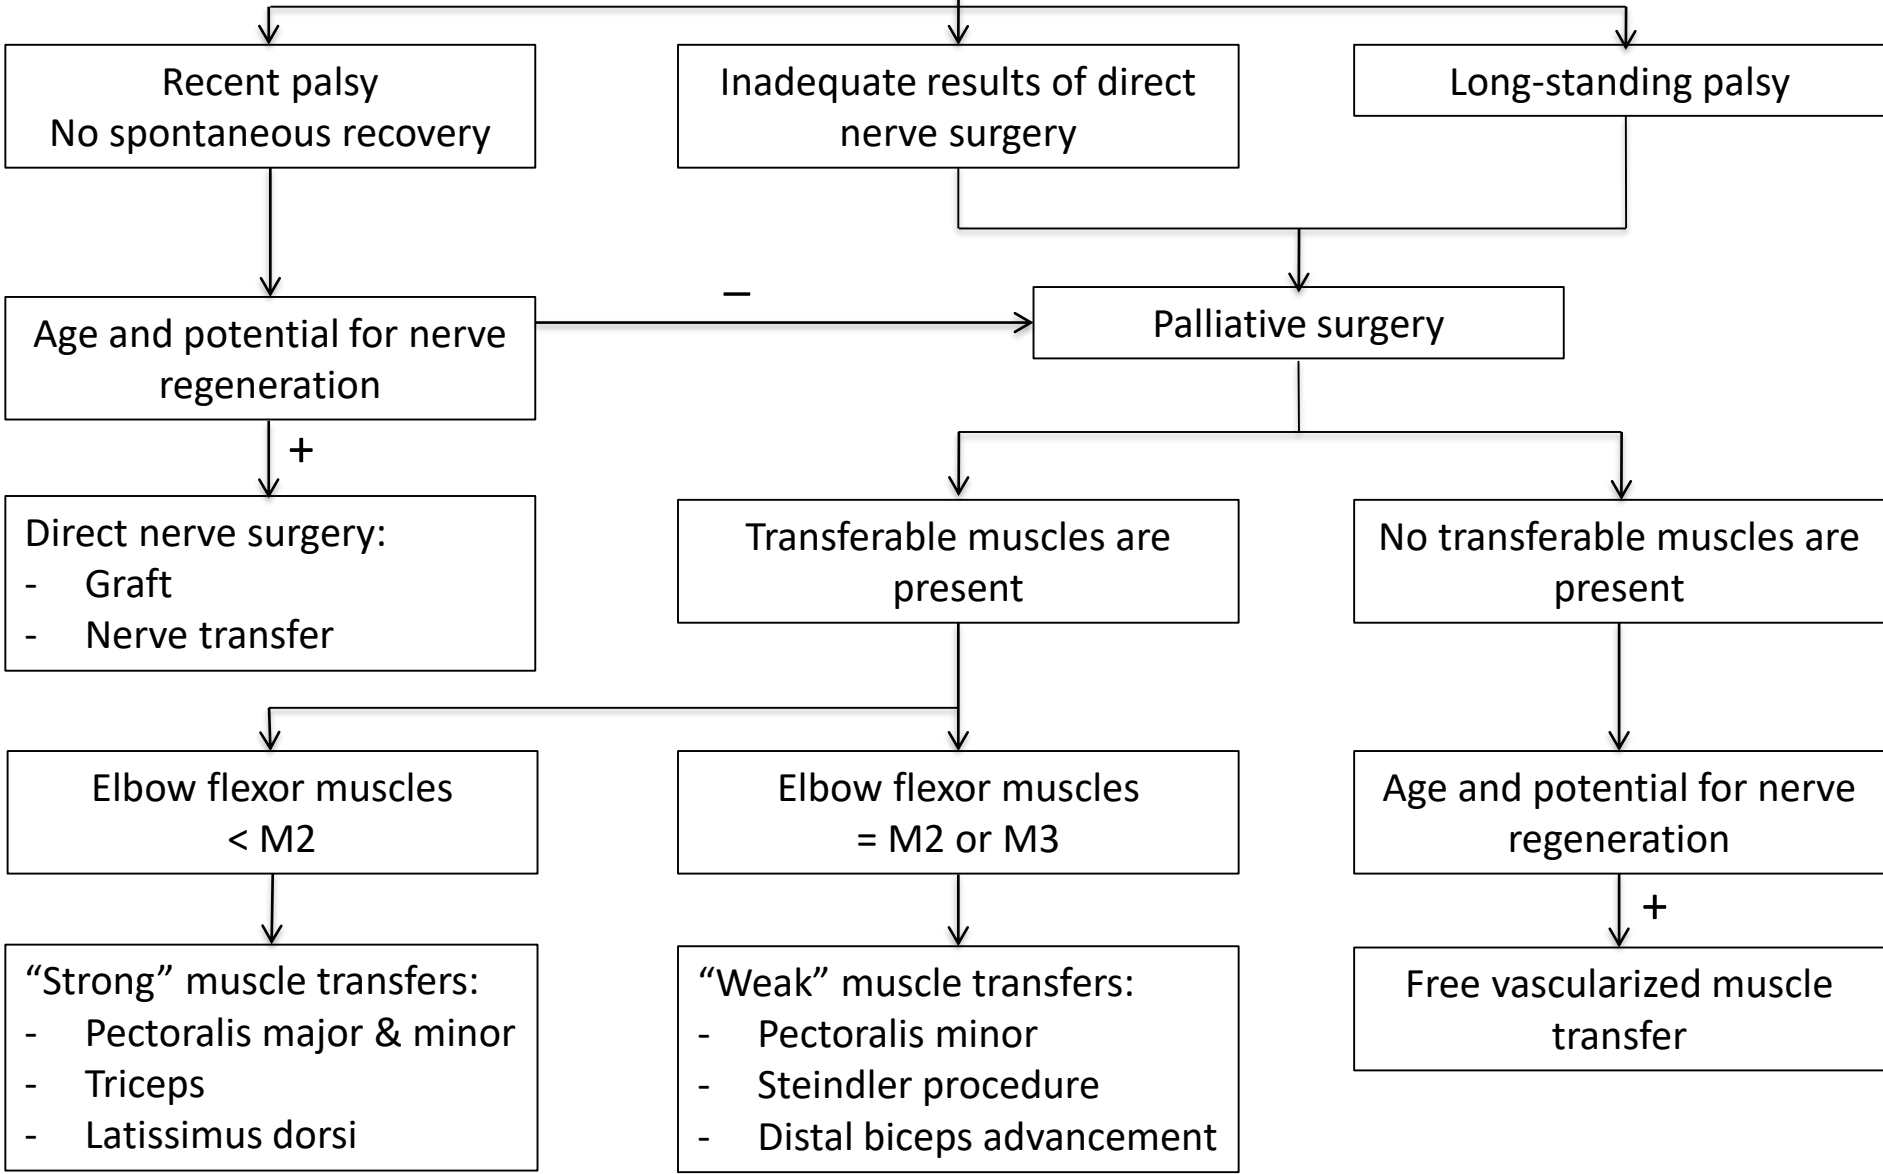 Recent palsy
No spontaneous recovery
Inadequate results of direct
nerve surgery
Long-standing palsy
Age and potential for nerve
regeneration
–
Palliative surgery
+
Direct nerve surgery:
- Graft
- Nerve transfer
Transferable muscles are
present
No transferable muscles are
present
Elbow flexor muscles
< M2
Elbow flexor muscles
= M2 or M3
Age and potential for nerve
regeneration
+
“Strong” muscle transfers:
- Pectoralis major & minor
- Triceps
- Latissimus dorsi
“Weak” muscle transfers:
- Pectoralis minor
- Steindler procedure
- Distal biceps advancement
Free vascularized muscle
transfer